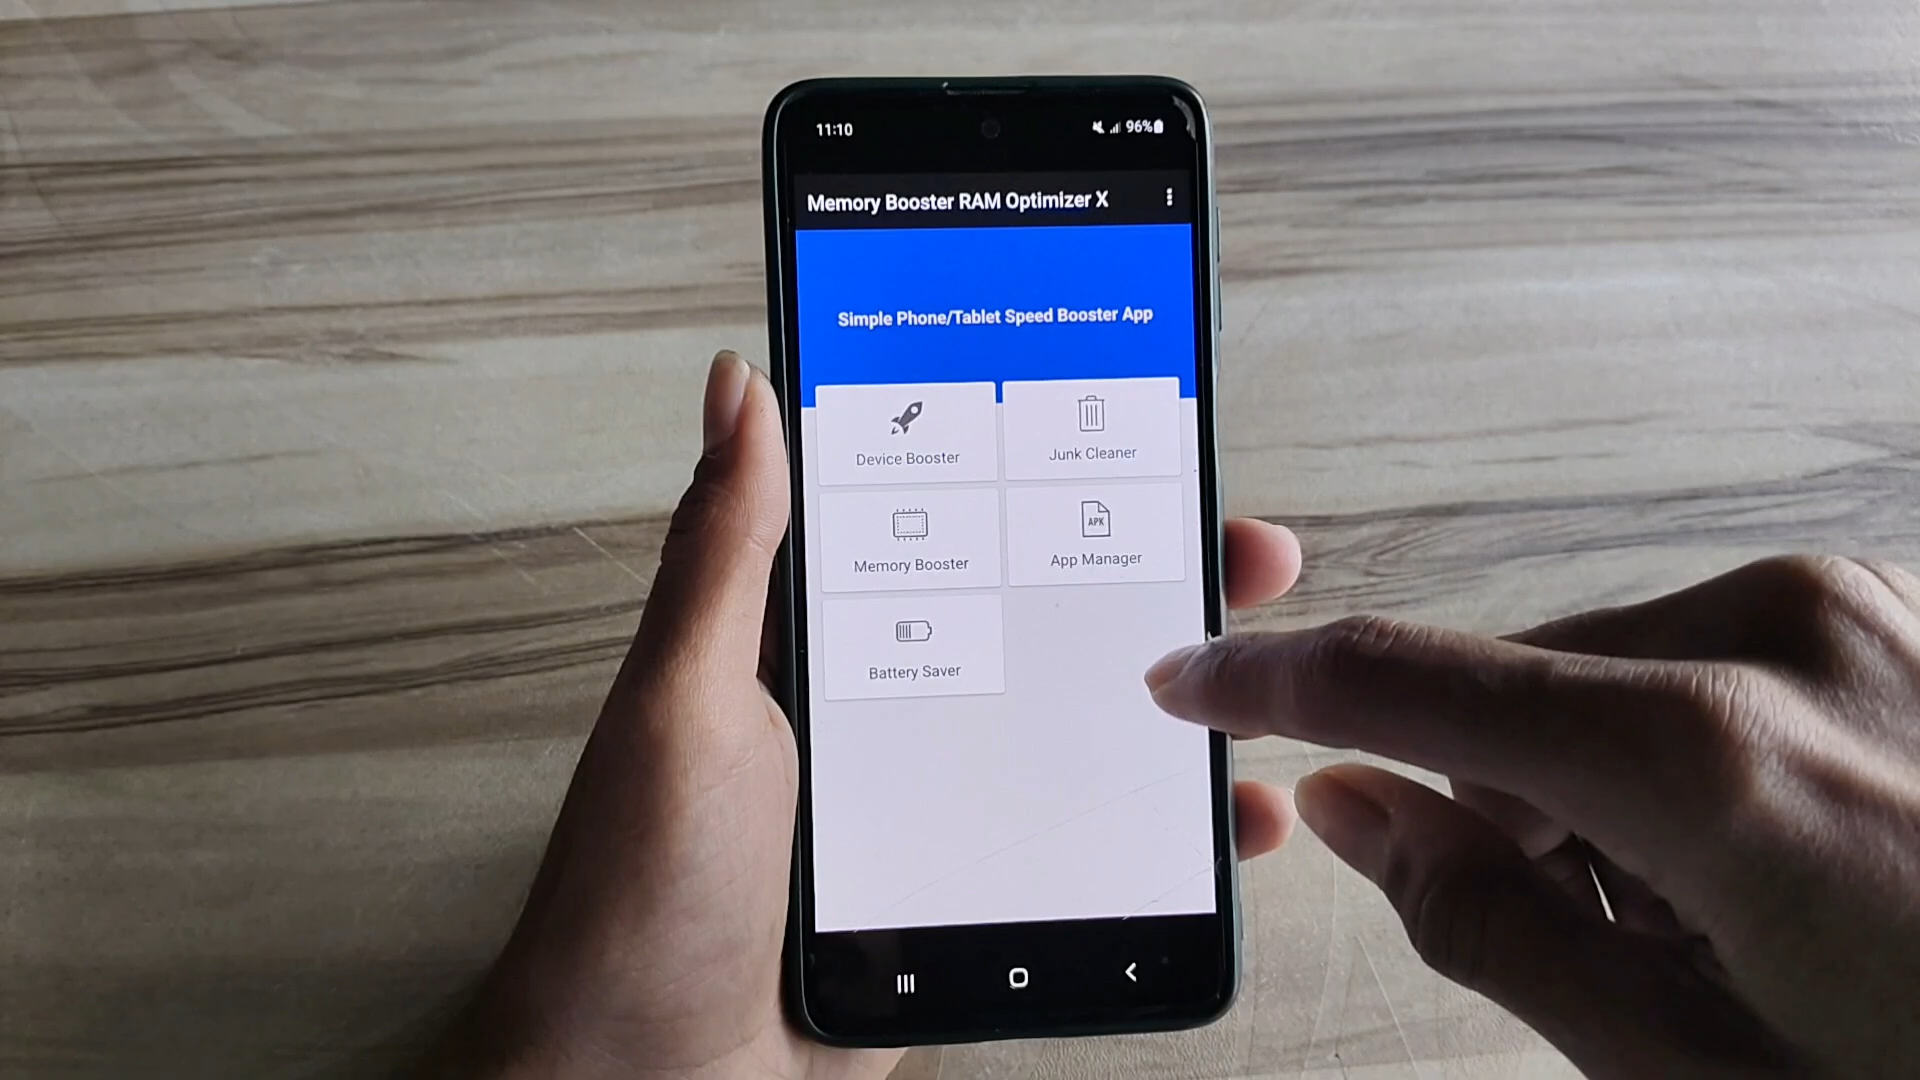 11:10
96%
Memory Booster RAM Optimizer X
Simple Phone/Tablet Speed Booster App
Device Booster
Junk Cleaner
APK
Memory Booster
App Manager
Battery Saver